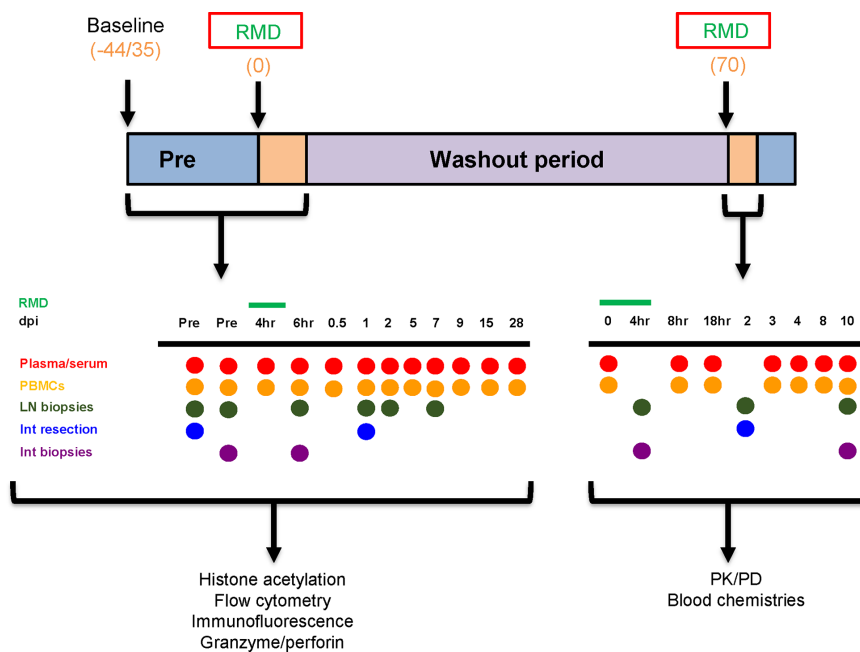 Baseline
(-44/35)
RMD
(0)
RMD
(70)
Pre
Washout period
RMD
dpi
Pre Pre 4hr 6hr 0.5 1 2 5 7 9 15 28
0 4hr 8hr 18hr 2 3 4 8 10
Plasma/serum
PBMCs
LN biopsies
Int resection
Int biopsies
Histone acetylation
Flow cytometry
Immunofluorescence
Granzyme/perforin
PK/PD
Blood chemistries